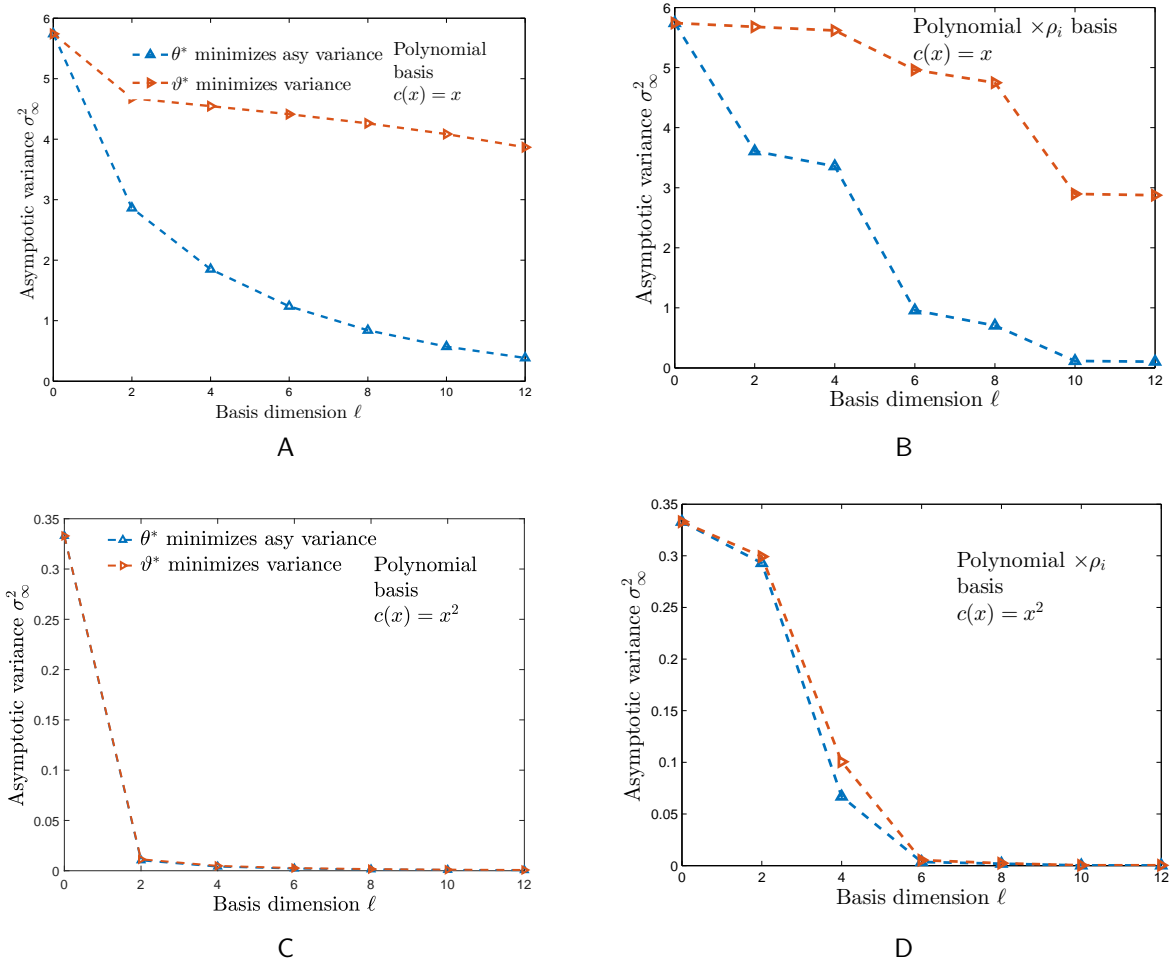 6
5
4
3
2
1
0
0 2 4 6 8 10 12
Asymptotic variance σ²∞
Basis dimension ℓ
θ* minimizes asy variance
ϑ* minimizes variance
Polynomial
basis
c(x) = x
A
6
5
4
3
2
1
0
0 2 4 6 8 10 12
Asymptotic variance σ²∞
Basis dimension ℓ
Polynomial ×ρᵢ basis
c(x) = x
B
0.35
0.3
0.25
0.2
0.15
0.1
0.05
0
0 2 4 6 8 10 12
Asymptotic variance σ²∞
Basis dimension ℓ
θ* minimizes asy variance
ϑ* minimizes variance
Polynomial
basis
c(x) = x²
C
0.35
0.3
0.25
0.2
0.15
0.1
0.05
0
0 2 4 6 8 10 12
Asymptotic variance σ²∞
Basis dimension ℓ
Polynomial ×ρᵢ
basis
c(x) = x²
D